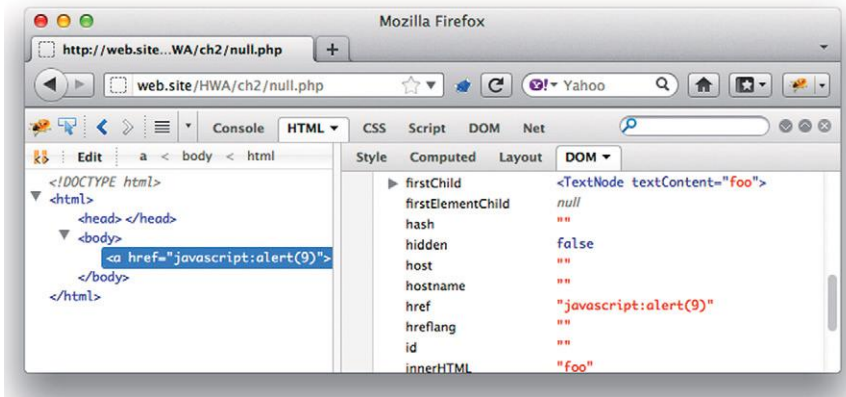 Mozilla Firefox
http://web.site...WA/ch2/null.php +
web.site/HWA/ch2/null.php Yahoo
Console HTML CSS Script DOM Net
Edit a < body < html Style Computed Layout DOM
<!DOCTYPE html>
<html>
<head> </head>
<body>
<a href="javascript:alert(9)">
</body>
</html>
firstChild <TextNode textContent="foo">
firstElementChild null
hash ""
hidden false
host ""
hostname ""
href "javascript:alert(9)"
hreflang ""
id ""
innerHTML "foo"